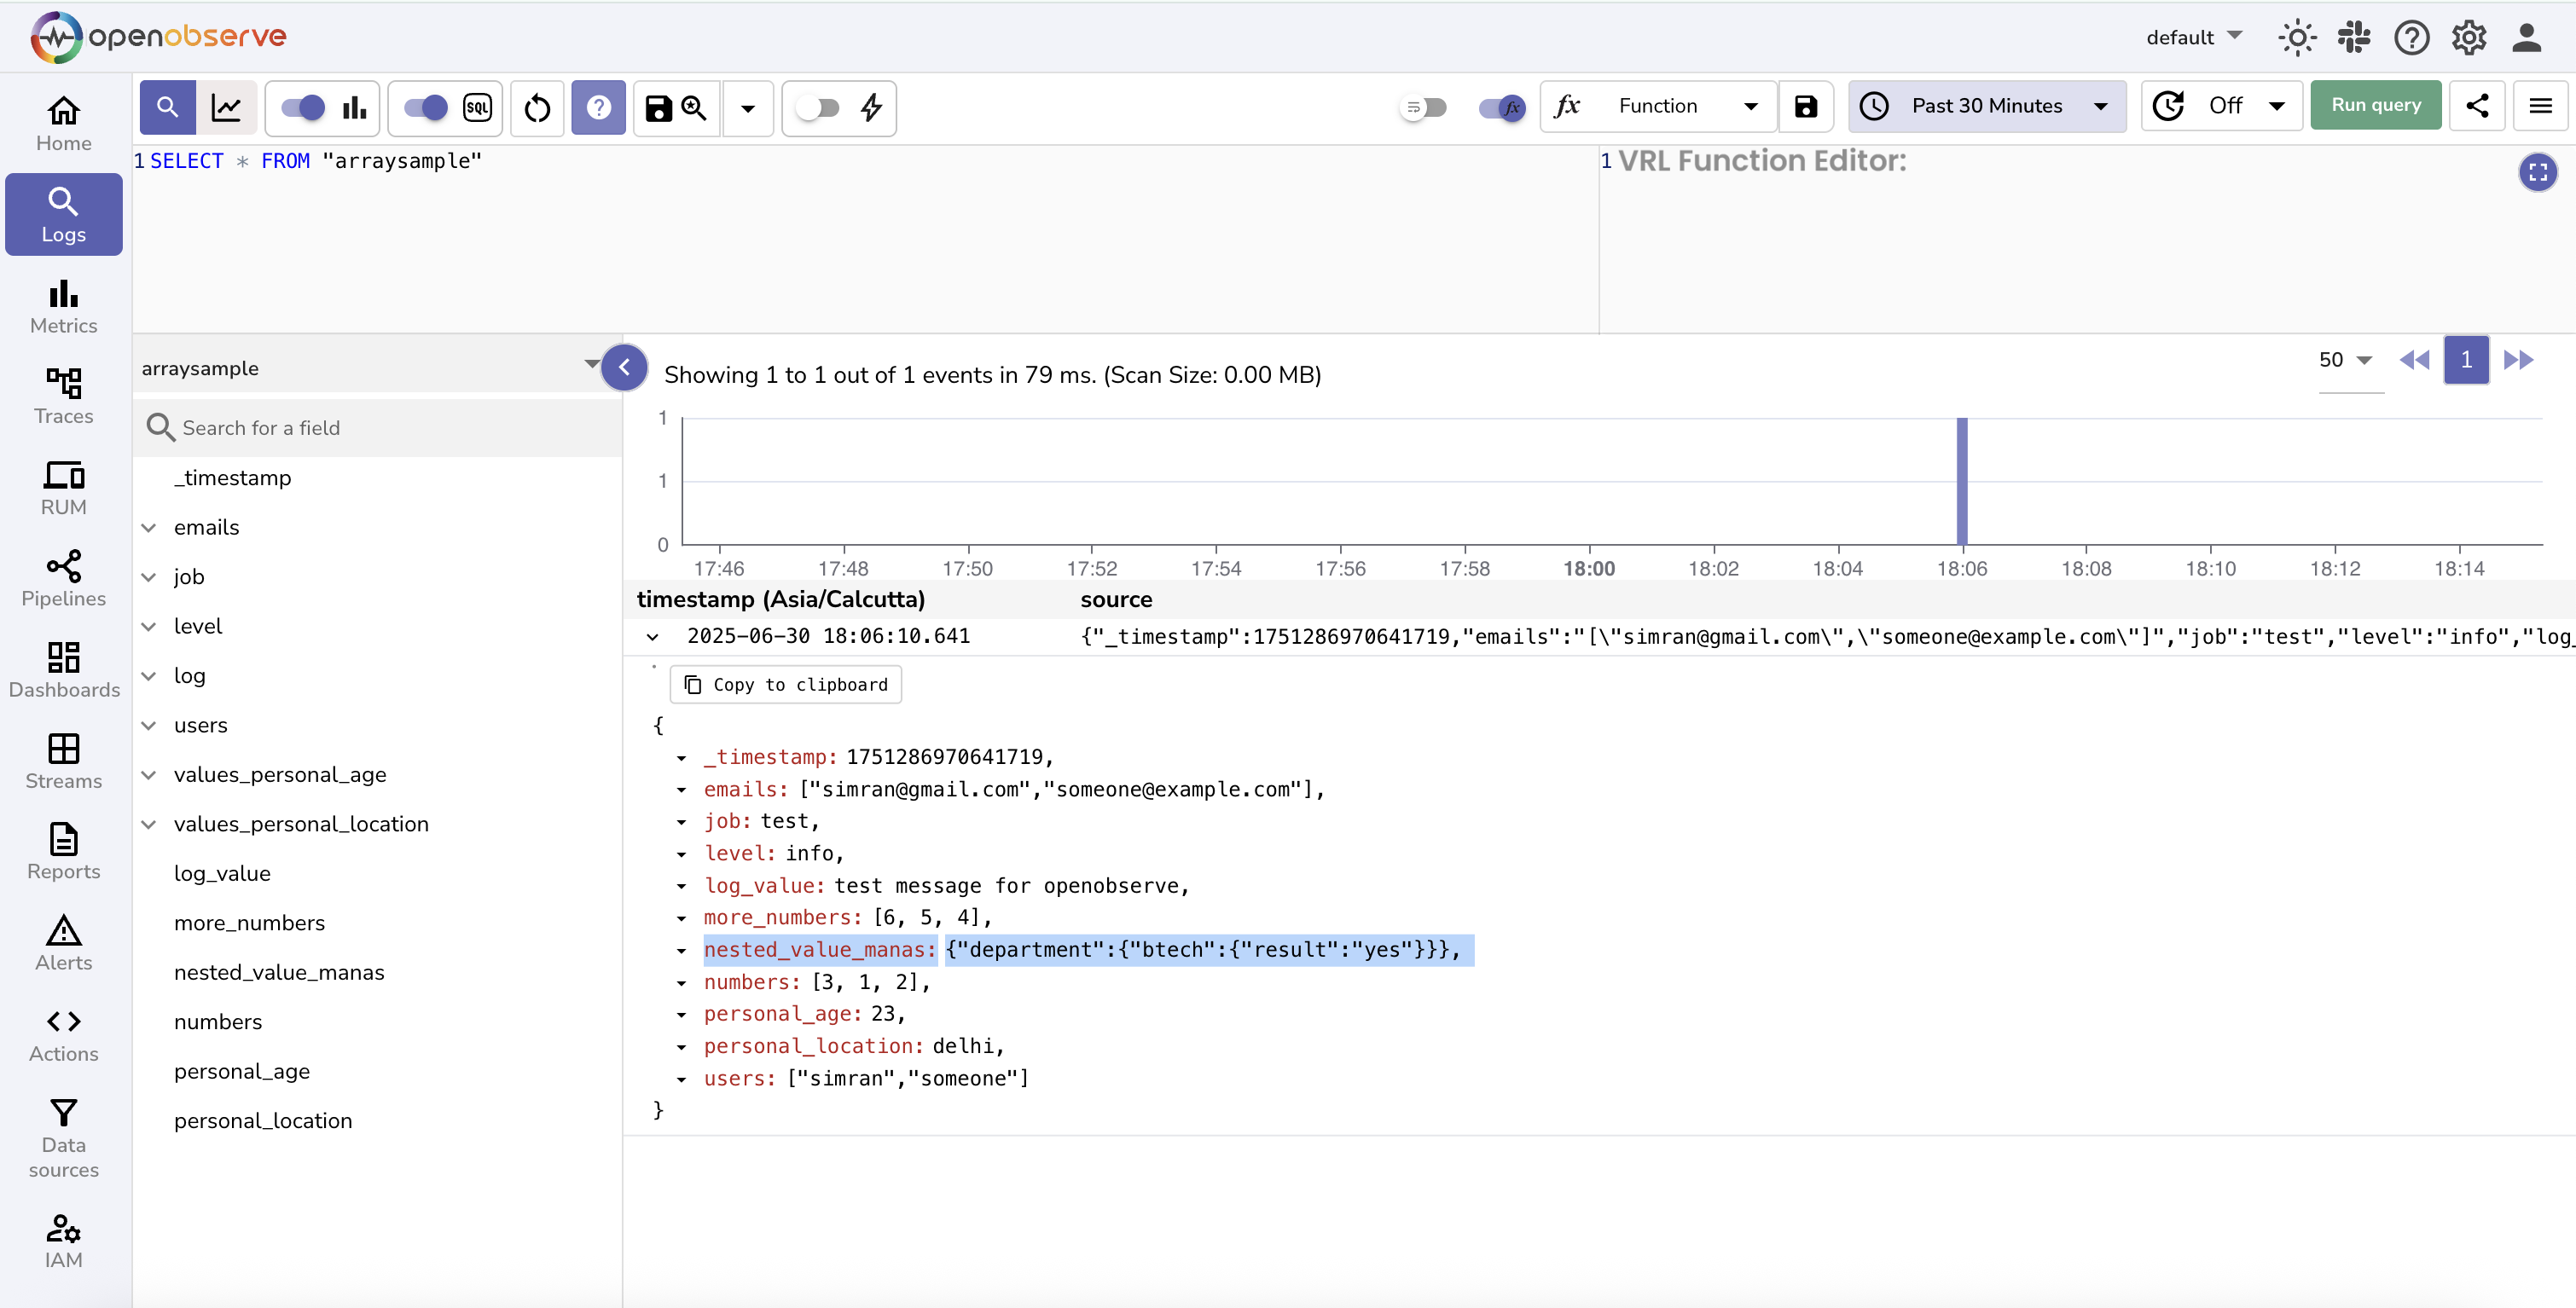 openobserve
default
Function
Past 30 Minutes
Off
Run query
SQL
fx
fx
Home
Logs
Metrics
Traces
RUM
Pipelines
Dashboards
Streams
Reports
Alerts
Actions
Data
sources
IAM
1 SELECT * FROM "arraysample"
1 VRL Function Editor:
arraysample
Search for a field
_timestamp
emails
job
level
log
users
values_personal_age
values_personal_location
log_value
more_numbers
nested_value_manas
numbers
personal_age
personal_location
Showing 1 to 1 out of 1 events in 79 ms. (Scan Size: 0.00 MB)
50
1
1
1
0
17:46 17:48 17:50 17:52 17:54 17:56 17:58 18:00 18:02 18:04 18:06 18:08 18:10 18:12 18:14
timestamp (Asia/Calcutta) source
2025-06-30 18:06:10.641 {"_timestamp":1751286970641719,"emails":"[\"simran@gmail.com\",\"someone@example.com\"]","job":"test","level":"info","log_
Copy to clipboard
{
_timestamp: 1751286970641719,
emails: ["simran@gmail.com","someone@example.com"],
job: test,
level: info,
log_value: test message for openobserve,
more_numbers: [6, 5, 4],
nested_value_manas: {"department":{"btech":{"result":"yes"}}},
numbers: [3, 1, 2],
personal_age: 23,
personal_location: delhi,
users: ["simran","someone"]
}